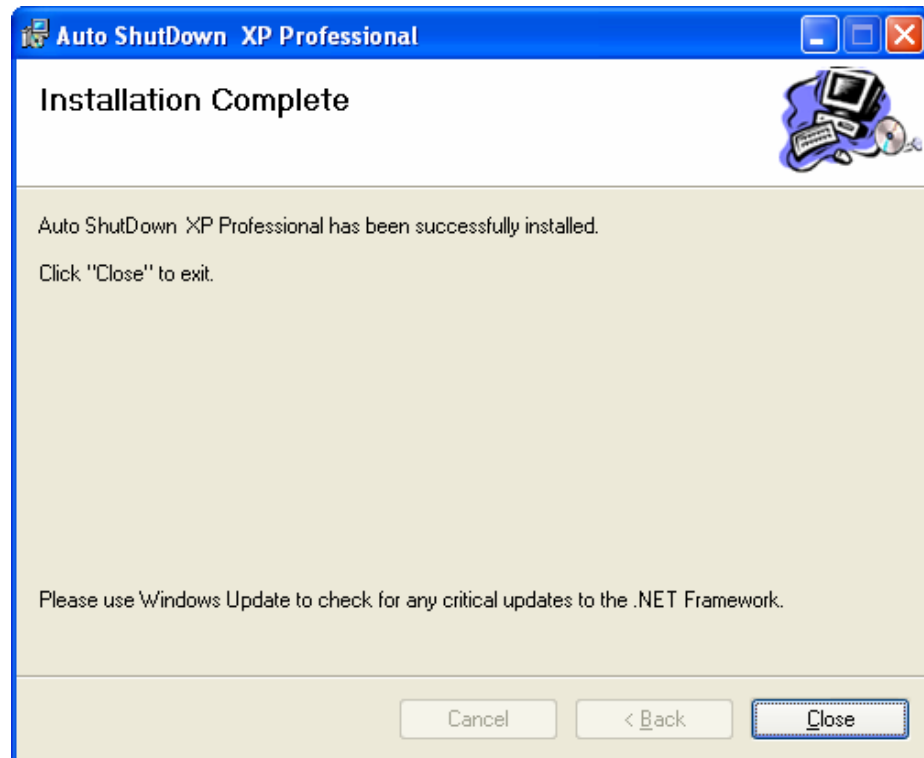 Auto ShutDown  XP Professional
Installation Complete
Auto ShutDown  XP Professional has been successfully installed.
Click "Close" to exit.
Please use Windows Update to check for any critical updates to the .NET Framework.
Cancel
< Back
Close